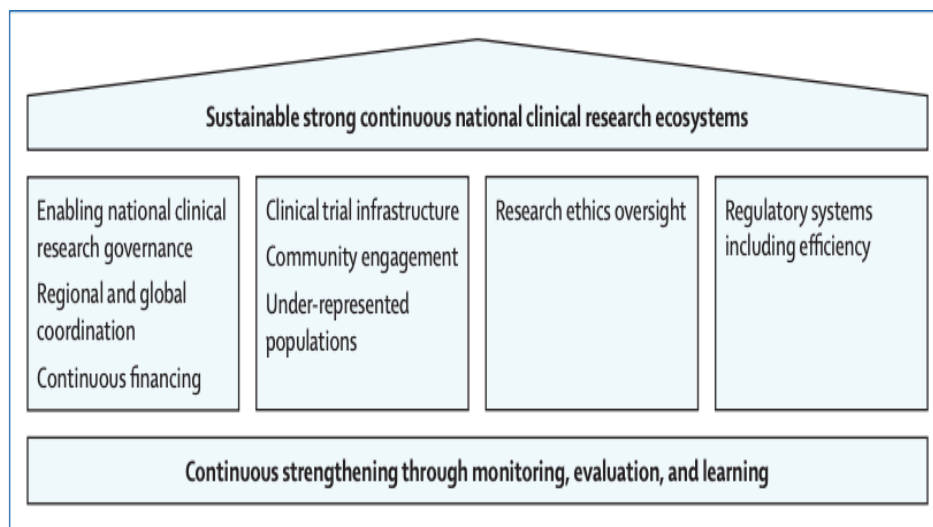 Sustainable strong continuous national clinical research ecosystems
Enabling national clinical
research governance
Regional and global
coordination
Continuous financing
Clinical trial infrastructure
Community engagement
Under-represented
populations
Research ethics oversight
Regulatory systems
including efficiency
Continuous strengthening through monitoring, evaluation, and learning